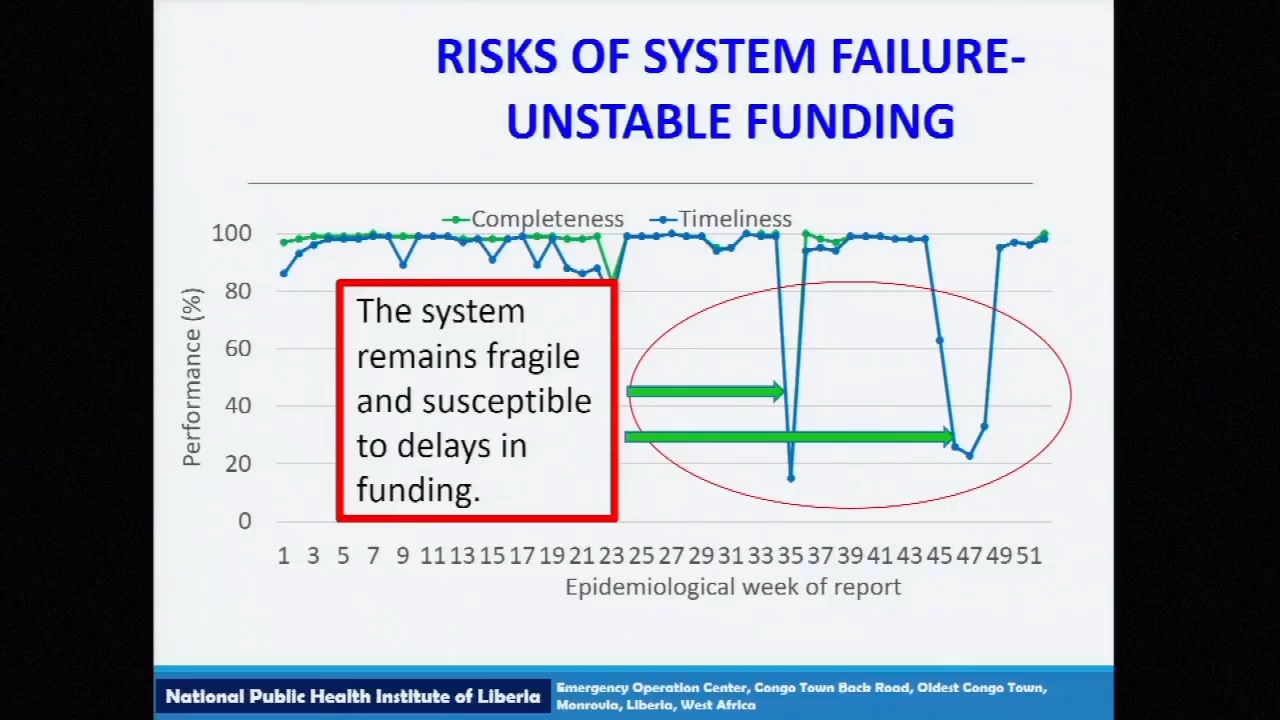 RISKS OF SYSTEM FAILURE-
UNSTABLE FUNDING
Completeness Timeliness
100
80
60
40
20
0
Performance (%)
The system
remains fragile
and susceptible
to delays in
funding.
1 3 5 7 9 11 13 15 17 19 21 23 25 27 29 31 33 35 37 39 41 43 45 47 49 51
Epidemiological week of report
National Public Health Institute of Liberia
Emergency Operation Center, Congo Town Back Road, Oldest Congo Town,
Monrovia, Liberia, West Africa